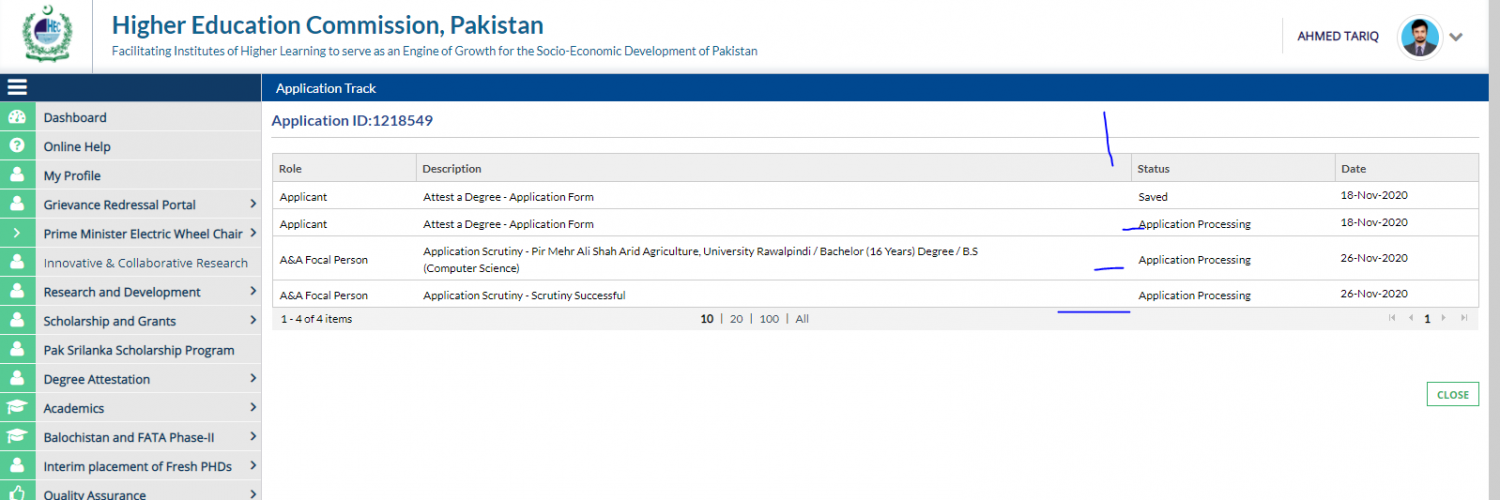 HEC
Higher Education Commission, Pakistan
Facilitating Institutes of Higher Learning to serve as an Engine of Growth for the Socio-Economic Development of Pakistan
AHMED TARIQ
Application Track
Dashboard
Online Help
My Profile
Grievance Redressal Portal
Prime Minister Electric Wheel Chair
Innovative & Collaborative Research
Research and Development
Scholarship and Grants
Pak Srilanka Scholarship Program
Degree Attestation
Academics
Balochistan and FATA Phase-II
Interim placement of Fresh PHDs
Quality Assurance
Application ID:1218549
Role Description Status Date
Applicant Attest a Degree - Application Form Saved 18-Nov-2020
Applicant Attest a Degree - Application Form Application Processing 18-Nov-2020
A&A Focal Person Application Scrutiny - Pir Mehr Ali Shah Arid Agriculture, University Rawalpindi / Bachelor (16 Years) Degree / B.S
(Computer Science) Application Processing 26-Nov-2020
A&A Focal Person Application Scrutiny - Scrutiny Successful Application Processing 26-Nov-2020
1 - 4 of 4 items 10 | 20 | 100 | All 1
CLOSE